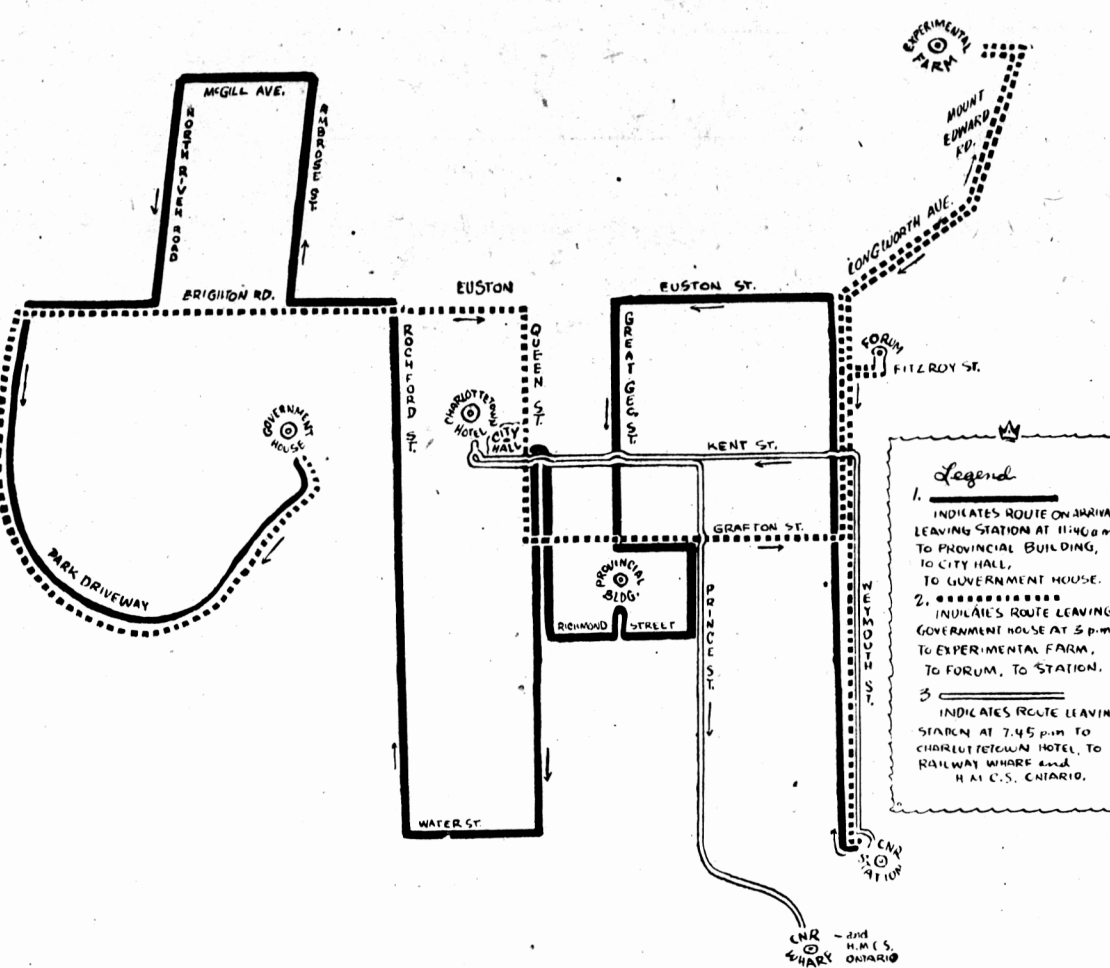 EXPERIMENTAL
FARM
MOUNT
EDWARD
RD.
McGILL AVE.
NORTH RIVER ROAD
AMBROSE ST.
LONGWORTH AVE.
BRIGHTON RD.
EUSTON
EUSTON ST.
ROCHFORD ST.
QUEEN ST.
GREAT GEO. ST.
FORUM
FITZROY ST.
CHARLOTTETOWN
HOTEL
CITY
HALL
GOVERNMENT
HOUSE
KENT ST.
GRAFTON ST.
PARK DRIVEWAY
PROVINCIAL
BLDG.
RICHMOND STREET
PRINCE ST.
WEYMOUTH ST.
WATER ST.
CNR
STATION
CNR
WHARF
- and
H.M.C.S.
ONTARIO
Legend
1.
INDICATES ROUTE ON ARRIVA
LEAVING STATION AT 11:40 a m
TO PROVINCIAL BUILDING,
TO CITY HALL,
TO GOVERNMENT HOUSE.
2.
INDICATES ROUTE LEAVING
GOVERNMENT HOUSE AT 3 p.m
TO EXPERIMENTAL FARM,
TO FORUM, TO STATION.
3
INDICATES ROUTE LEAVIN
STATION AT 7.45 p.m TO
CHARLOTTETOWN HOTEL, TO
RAILWAY WHARF and
H.M.C.S. ONTARIO.